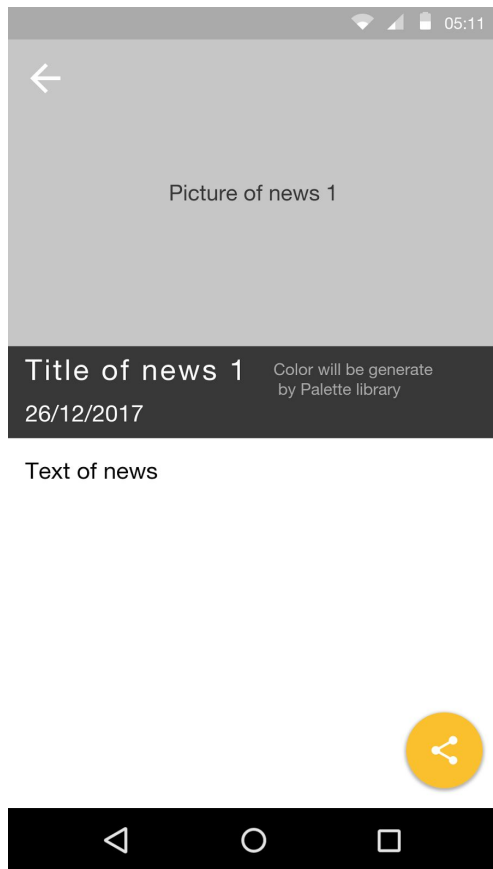 05:11
Picture of news 1
Title of news 1
Color will be generate
by Palette library
26/12/2017
Text of news